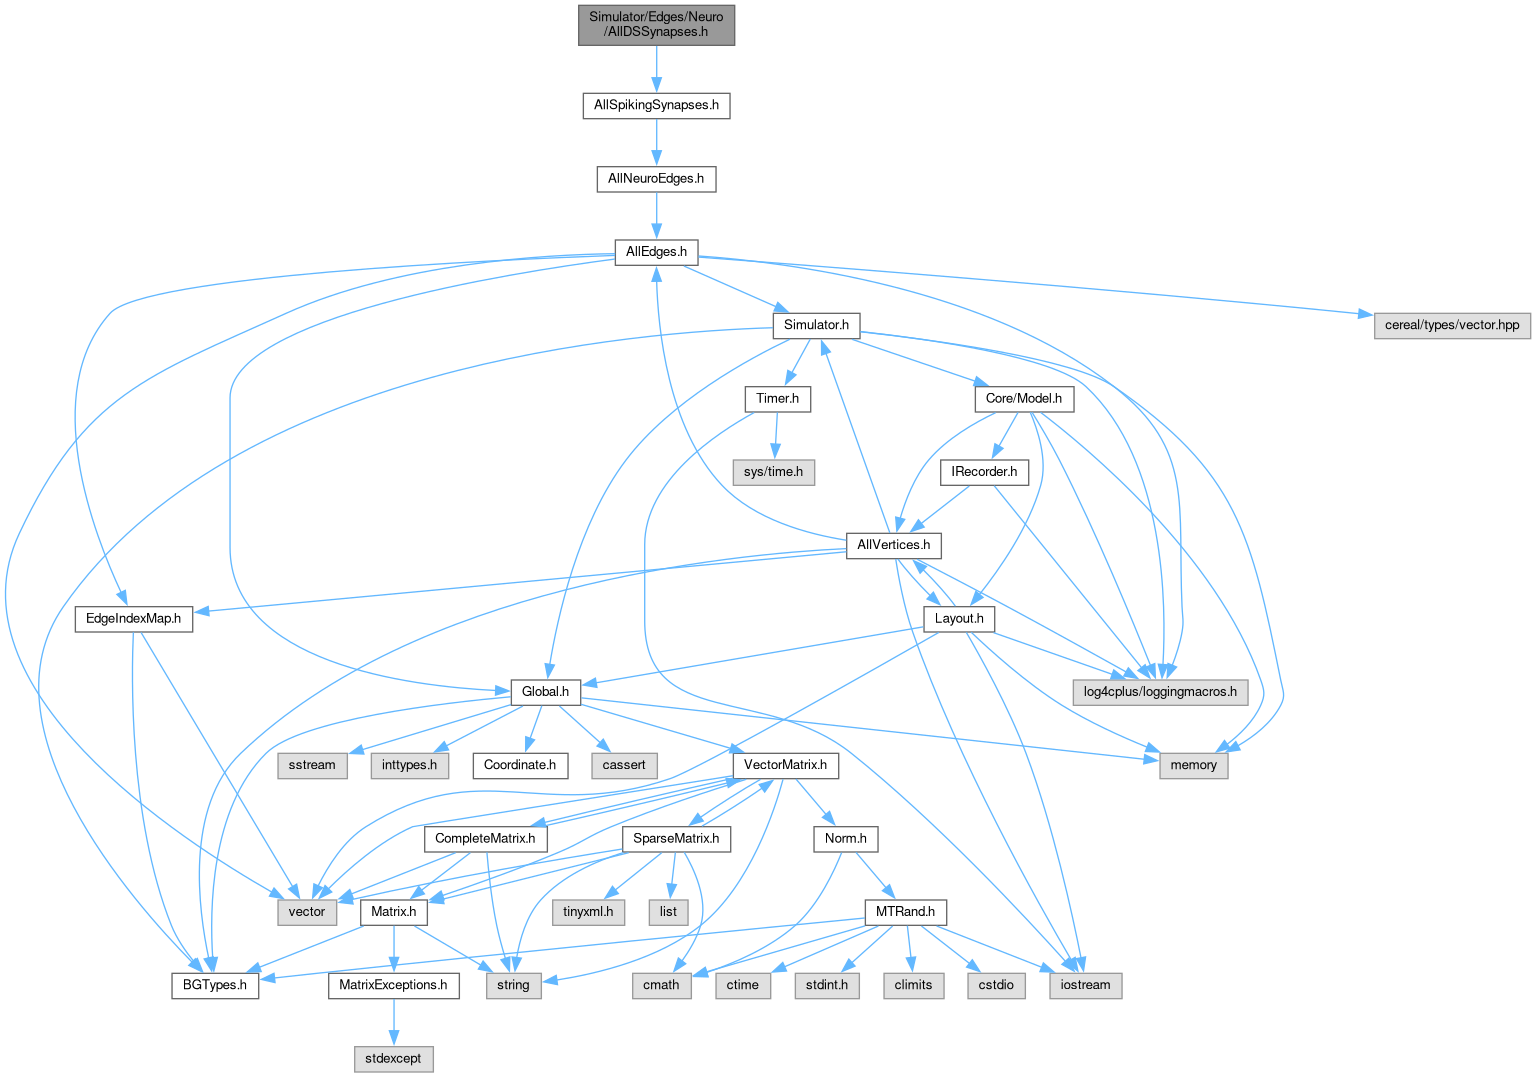 Simulator/Edges/Neuro
/AllDSSynapses.h
AllSpikingSynapses.h
AllNeuroEdges.h
AllEdges.h
Simulator.h
cereal/types/vector.hpp
Timer.h
Core/Model.h
sys/time.h
IRecorder.h
AllVertices.h
EdgeIndexMap.h
Layout.h
Global.h
log4cplus/loggingmacros.h
sstream
inttypes.h
Coordinate.h
cassert
VectorMatrix.h
memory
CompleteMatrix.h
SparseMatrix.h
Norm.h
vector
Matrix.h
tinyxml.h
list
MTRand.h
BGTypes.h
MatrixExceptions.h
string
cmath
ctime
stdint.h
climits
cstdio
iostream
stdexcept